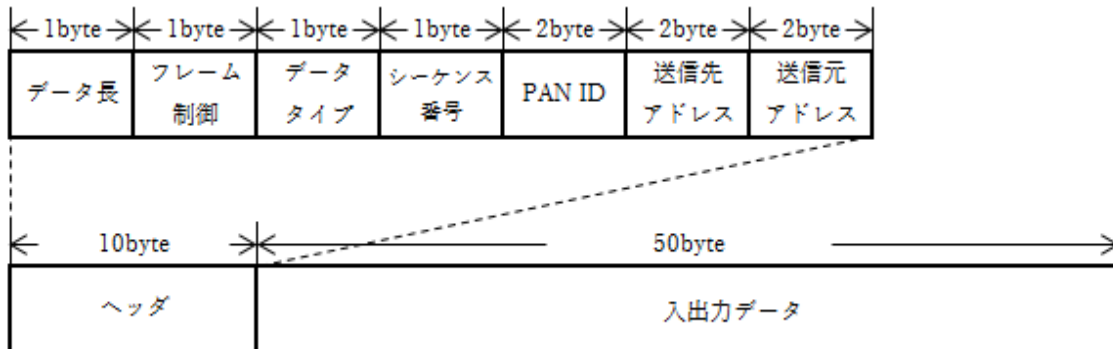 1byte 1byte 1byte 1byte 2byte 2byte 2byte
データ長
フレーム
制御
データ
タイプ
シーケンス
番号
PAN ID
送信先
アドレス
送信元
アドレス
10byte 50byte
ヘッダ 入出力データ